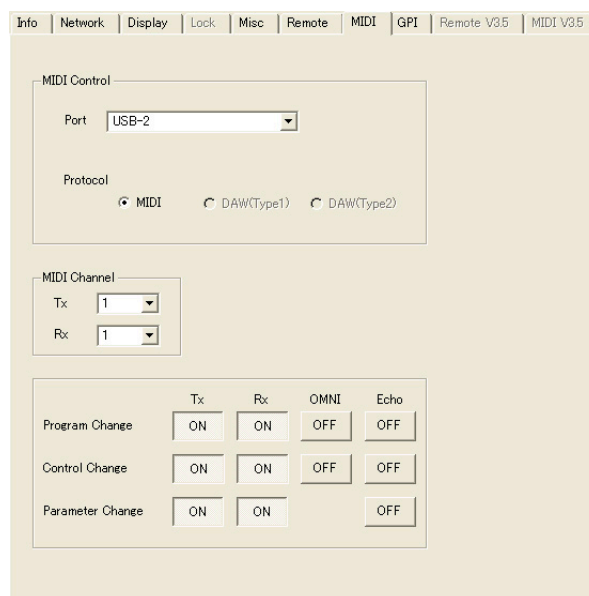 Info Network Display Lock Misc Remote MIDI GPI Remote V3.5 MIDI V3.5
MIDI Control
Port USB-2
Protocol
MIDI DAW(Type1) DAW(Type2)
MIDI Channel
Tx 1
Rx 1
Tx Rx OMNI Echo
Program Change ON ON OFF OFF
Control Change ON ON OFF OFF
Parameter Change ON ON OFF